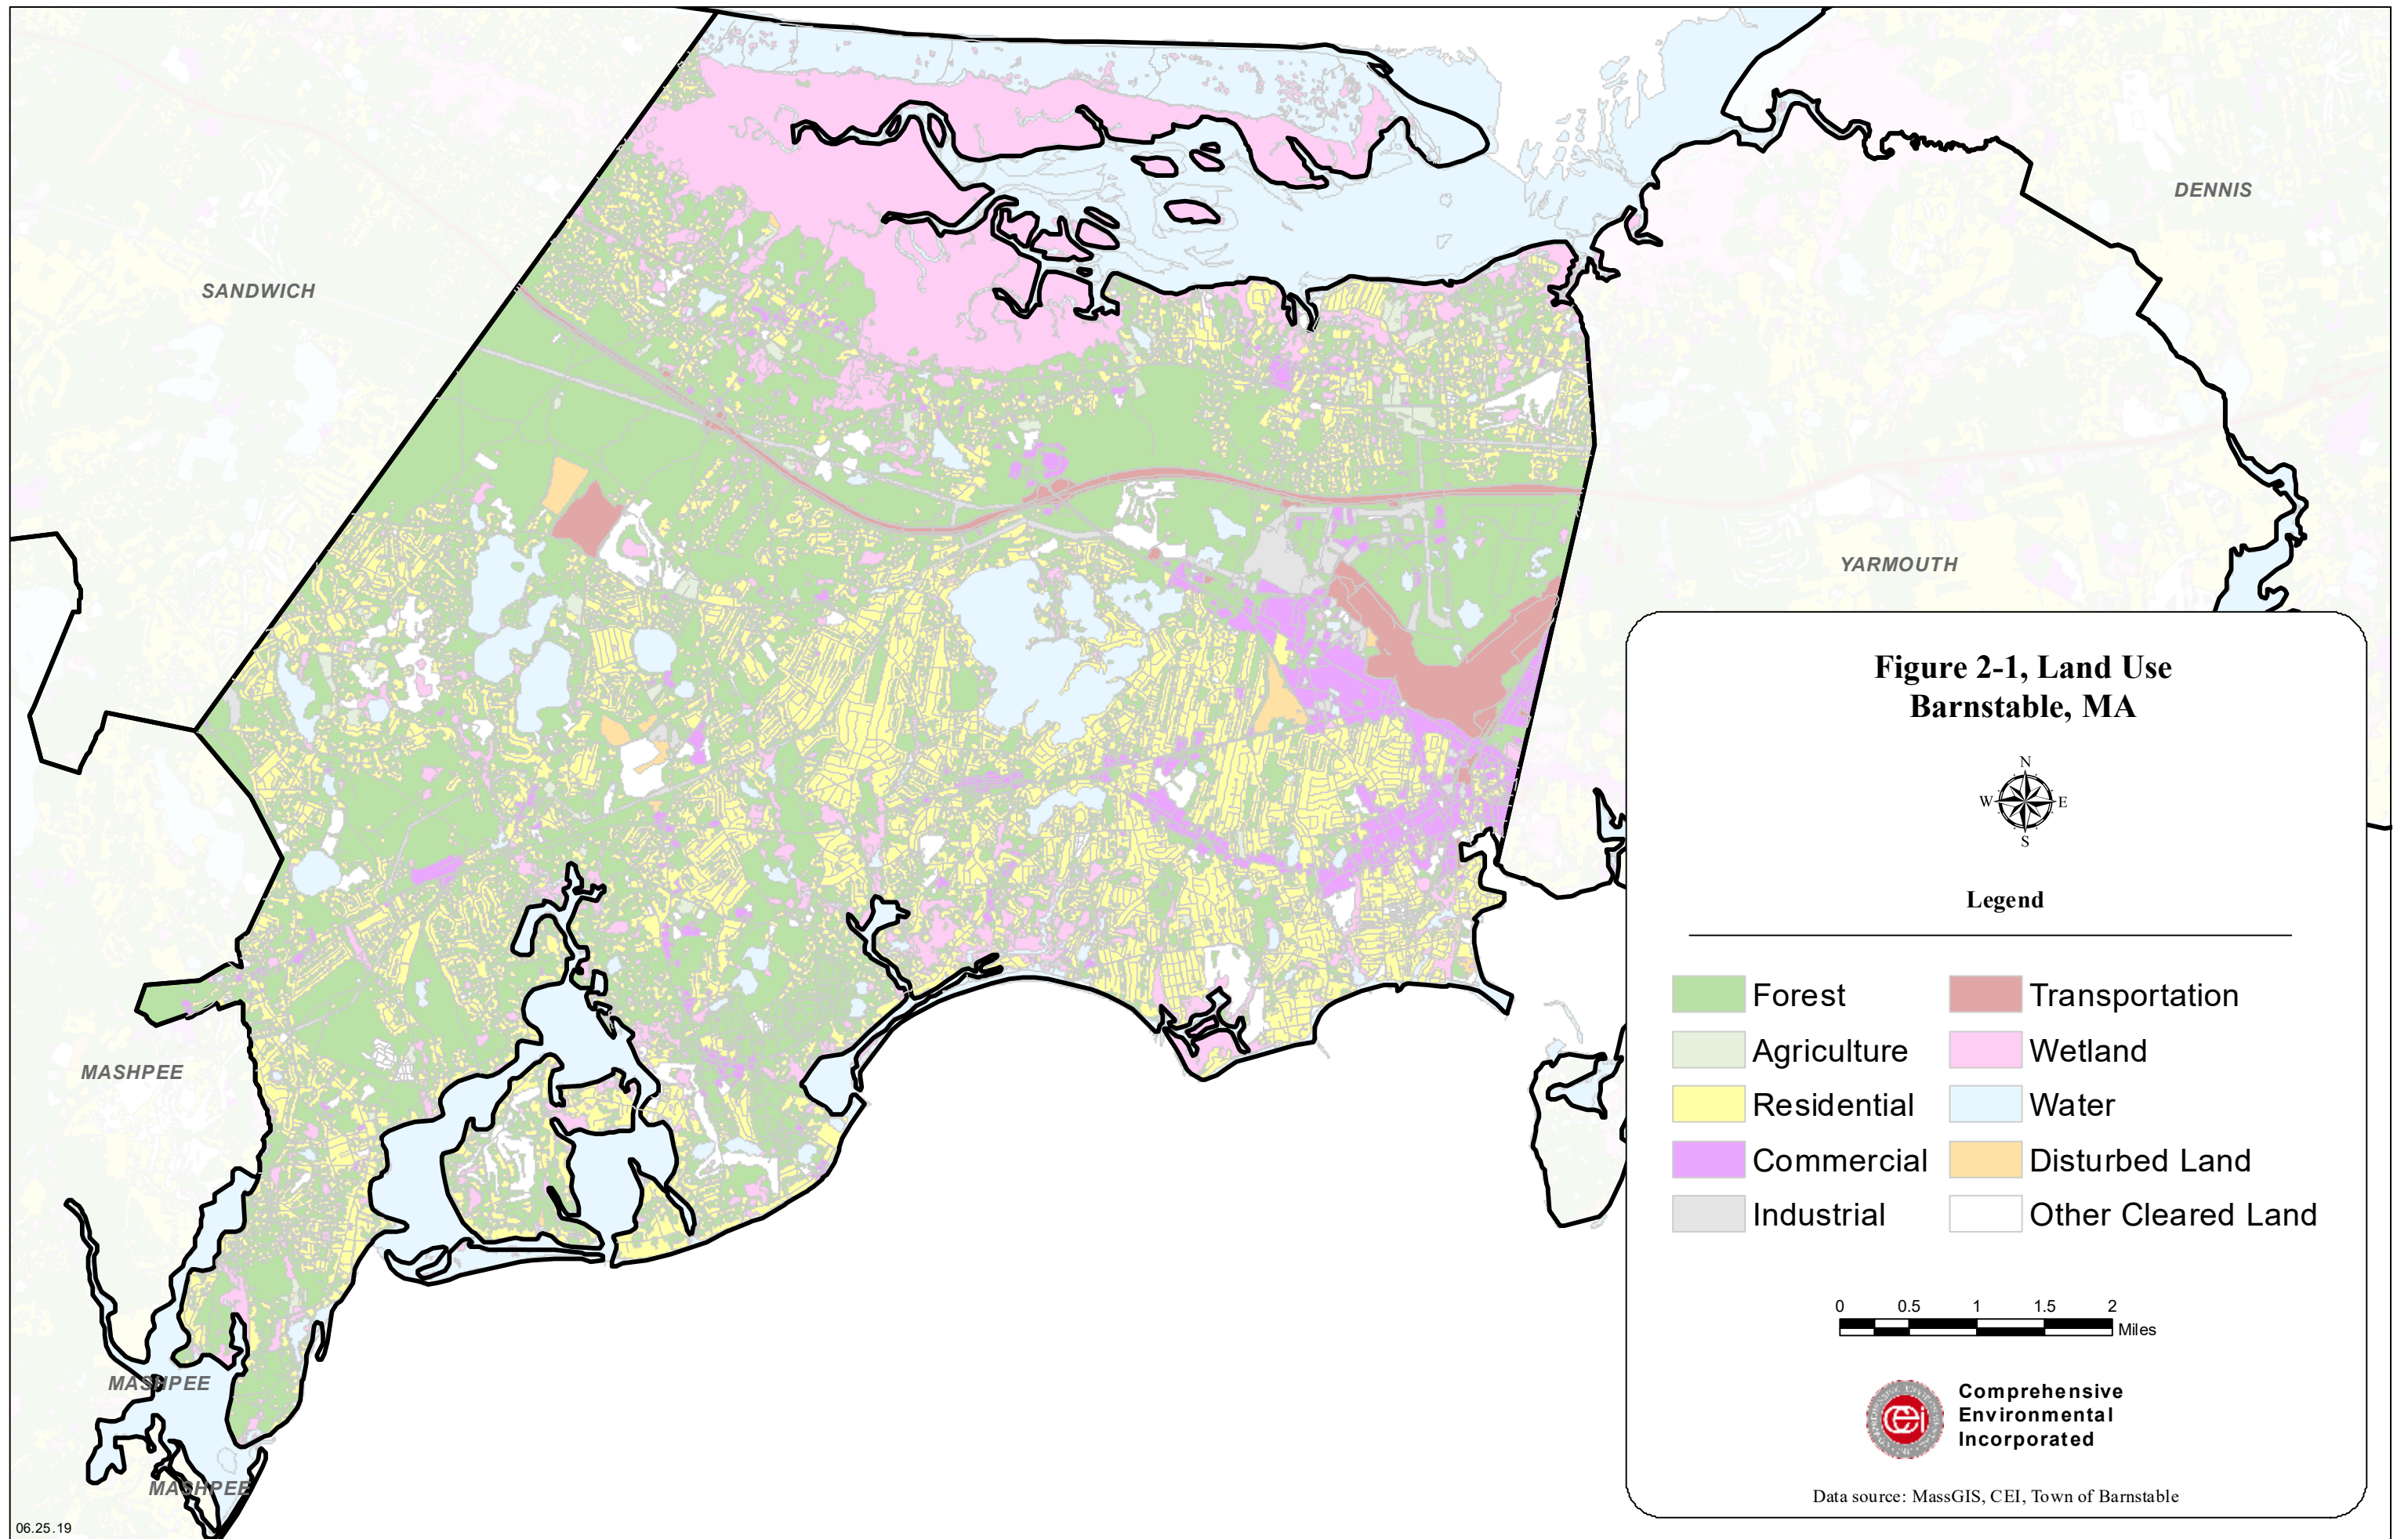 DENNIS
SANDWICH
YARMOUTH
MASHPEE
MASHPEE
MASHPEE
06.25.19
Figure 2-1, Land Use
Barnstable, MA
N
W E
S
Legend
Forest Transportation
Agriculture Wetland
Residential Water
Commercial Disturbed Land
Industrial Other Cleared Land
0 0.5 1 1.5 2
Miles
cei
Comprehensive
Environmental
Incorporated
Data source: MassGIS, CEI, Town of Barnstable